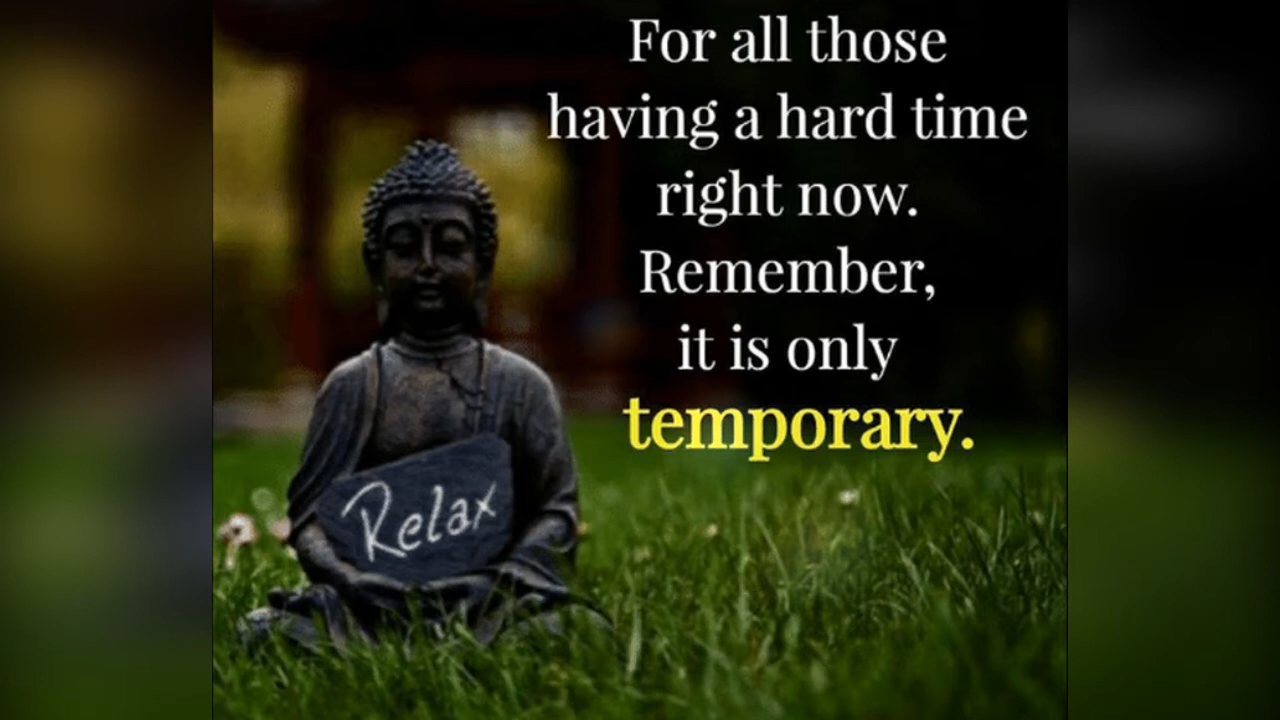 For all those
having a hard time
right now.
Remember,
it is only
temporary.
Relax